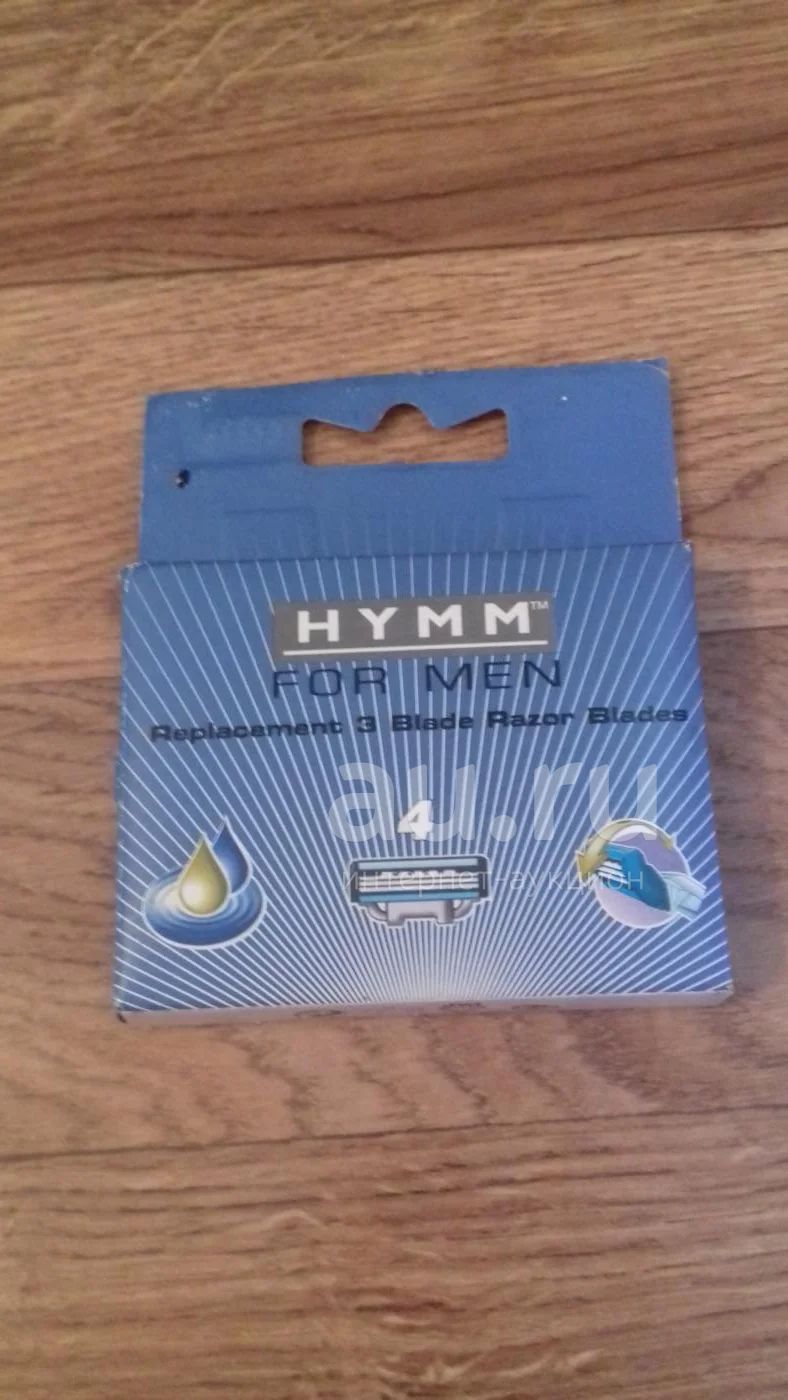 HYMM™
FOR MEN
Replacement 3 Blade Razor Blades
au.ru
4
интернет-аукцион